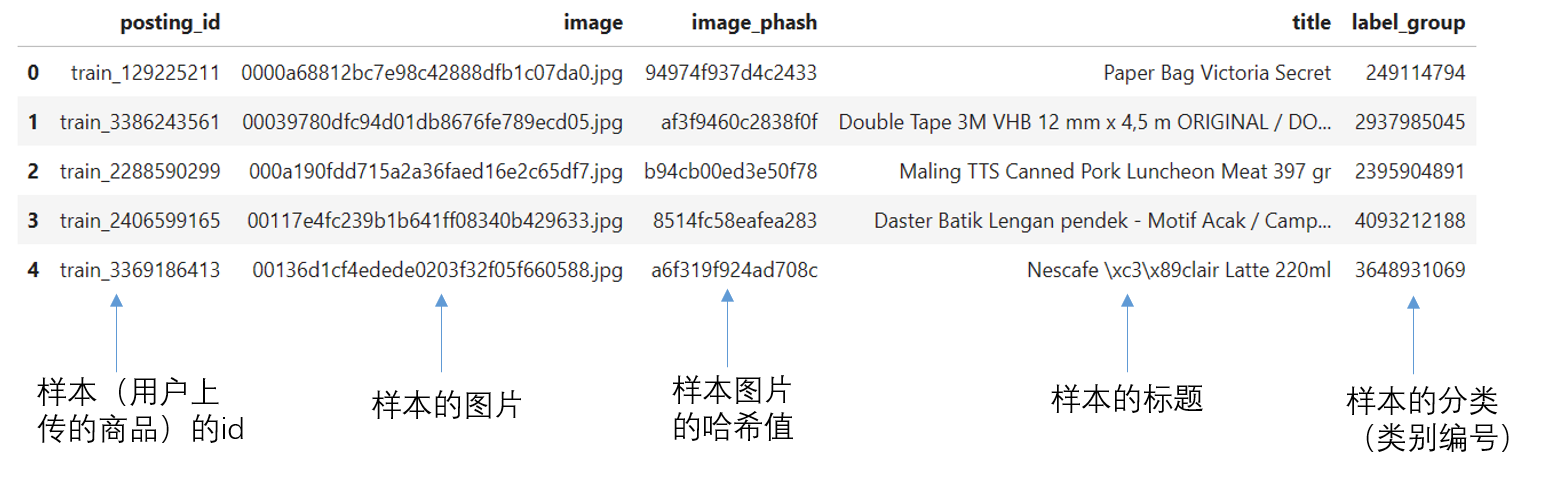 posting_id image image_phash title label_group
0 train_129225211 0000a68812bc7e98c42888dfb1c07da0.jpg 94974f937d4c2433 Paper Bag Victoria Secret 249114794
1 train_3386243561 00039780dfc94d01db8676fe789ecd05.jpg af3f9460c2838f0f Double Tape 3M VHB 12 mm x 4,5 m ORIGINAL / DO... 2937985045
2 train_2288590299 000a190fdd715a2a36faed16e2c65df7.jpg b94cb00ed3e50f78 Maling TTS Canned Pork Luncheon Meat 397 gr 2395904891
3 train_2406599165 00117e4fc239b1b641ff08340b429633.jpg 8514fc58eafea283 Daster Batik Lengan pendek - Motif Acak / Camp... 4093212188
4 train_3369186413 00136d1cf4edede0203f32f05f660588.jpg a6f319f924ad708c Nescafe \xc3\x89clair Latte 220ml 3648931069
样本（用户上
传的商品）的id
样本的图片
样本图片
的哈希值
样本的标题
样本的分类
（类别编号）